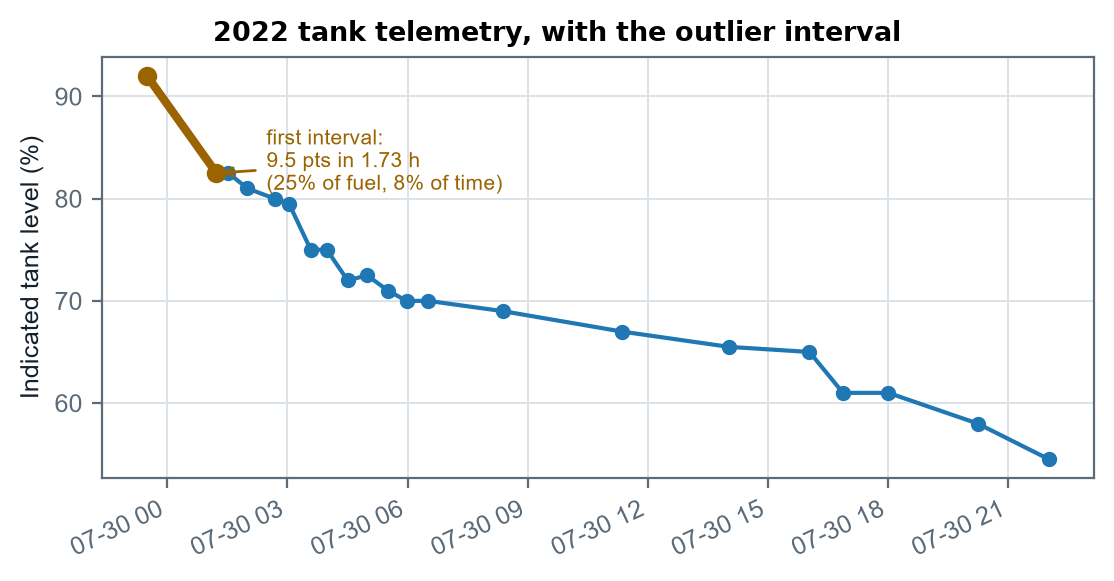 2022 tank telemetry, with the outlier interval
Indicated tank level (%)
90
80
70
60
first interval:
9.5 pts in 1.73 h
(25% of fuel, 8% of time)
07-30 00
07-30 03
07-30 06
07-30 09
07-30 12
07-30 15
07-30 18
07-30 21